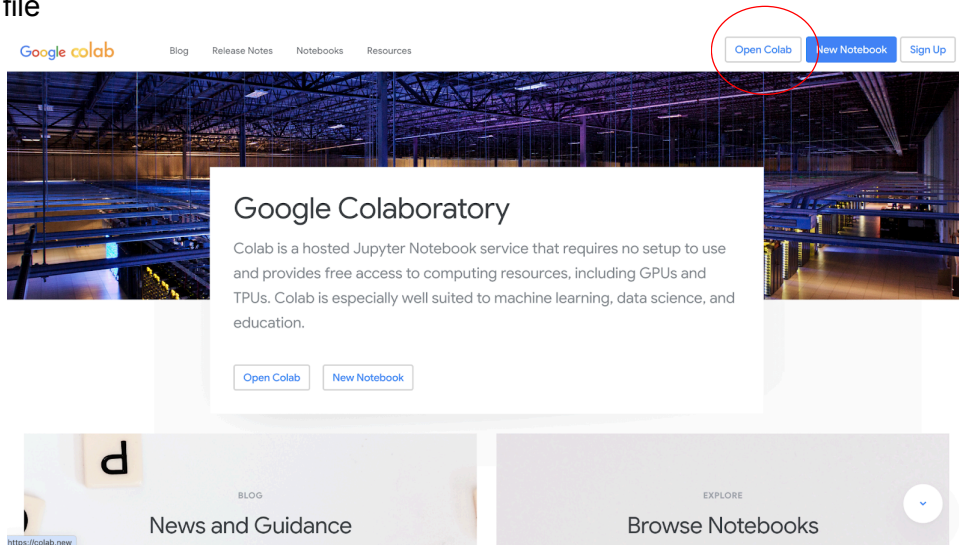 file
Google colab
Blog Release Notes Notebooks Resources Open Colab New Notebook Sign Up
Google Colaboratory
Colab is a hosted Jupyter Notebook service that requires no setup to use
and provides free access to computing resources, including GPUs and
TPUs. Colab is especially well suited to machine learning, data science, and
education.
Open Colab New Notebook
d
BLOG
EXPLORE
News and Guidance
Browse Notebooks
https://colab.new